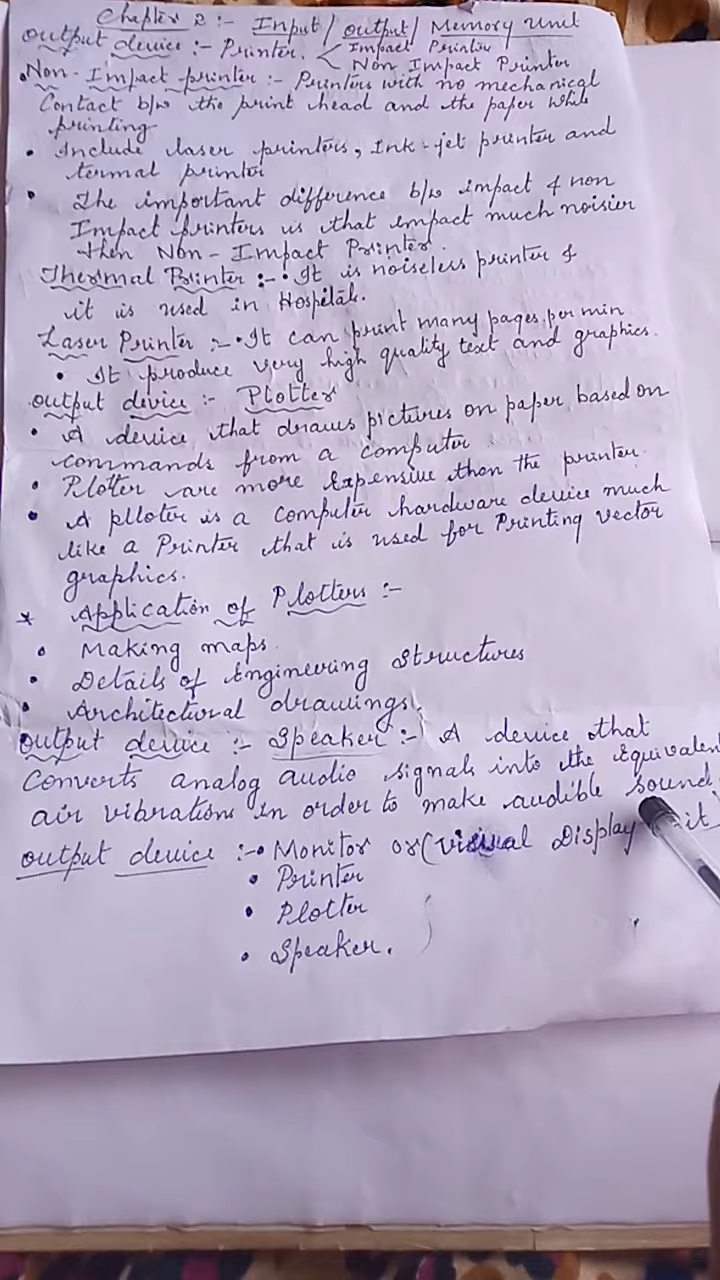 Chapter 2 :- Input / output / Memory Unit
output device :- Printer. < Impact Printer
Non Impact Printer
Non - Impact printer :- Printers with no mechanical
Contact b/w the print head and the paper while
printing
• Include laser printers, Ink - jet printer and
termal printer
• The important difference b/w impact & non
Impact printers is that impact much noisier
then Non - Impact Printer.
Thermal Printer :- • It is noiseless printer &
it is used in Hospitals.
Laser Printer :- • It can print many pages per min
• It produce very high quality text and graphics.
output device :- Plotter
• A device that draws pictures on paper based on
commands from a computer
• Plotter are more Expensive then the printer.
• A plloter is a computer hardware device much
like a Printer that is used for Printing vector
graphics.
* Application of Plotters :-
• Making maps
• Details of Engineering Structures
• Architectural drawings.
output device :- Speaker :- A device that
Converts analog audio signals into the Equivalent
air vibrations in order to make audible sound
output device :- • Monitor or (visual Display it
• Printer
• Plotter
• Speaker.